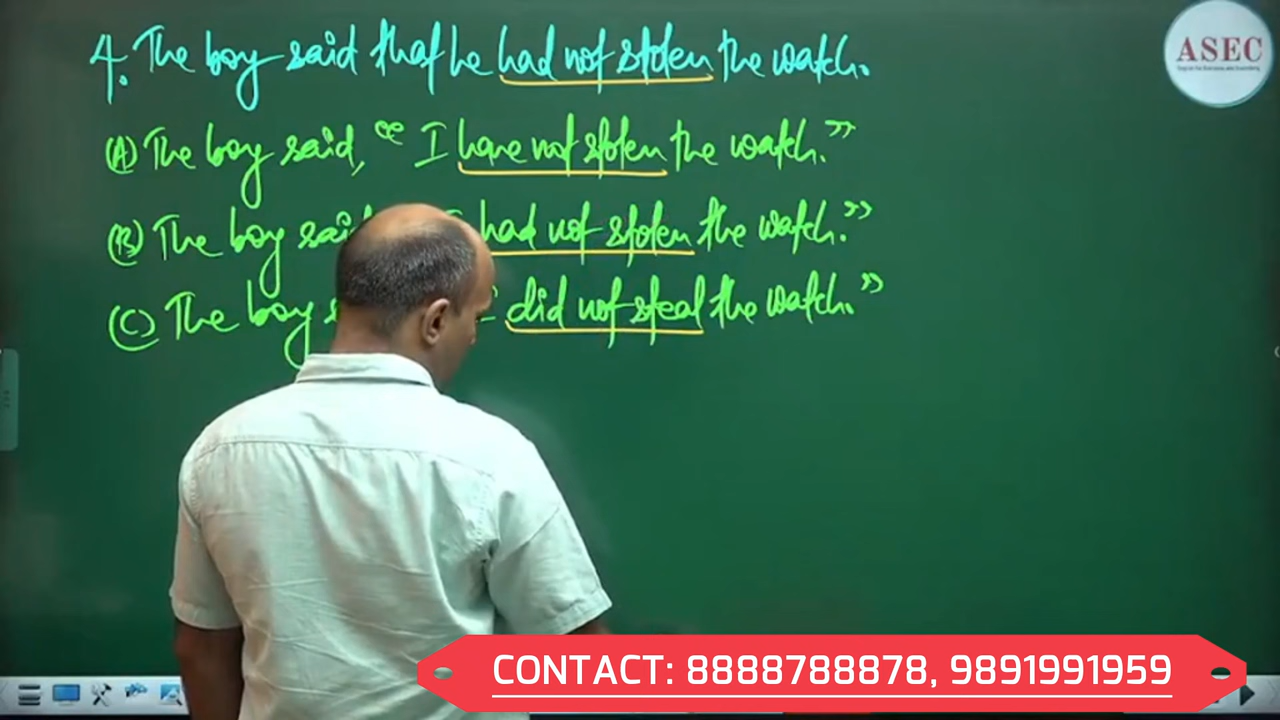 4. The boy said that he had not stolen the watch.
ASEC
(A) The boy said, “ I have not stolen the watch.”
(B) The boy said had not stolen the watch.”
(C) The boy did not steal the watch.”
CONTACT: 8888788878, 9891991959